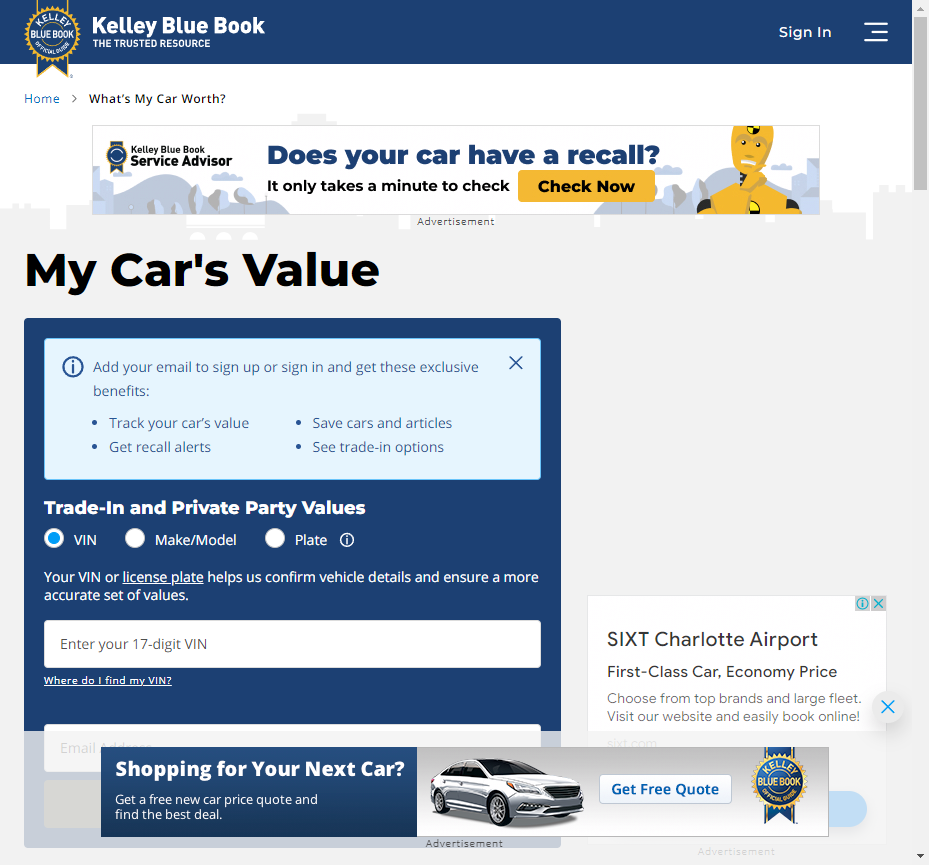 KELLEY
BLUE BOOK
OFFICIAL GUIDE
Kelley Blue Book
THE TRUSTED RESOURCE
Sign In
Home > What's My Car Worth?
Kelley Blue Book
Service Advisor
Does your car have a recall?
It only takes a minute to check
Check Now
Advertisement
My Car's Value
Add your email to sign up or sign in and get these exclusive
benefits:
• Track your car's value
• Get recall alerts
• Save cars and articles
• See trade-in options
Trade-In and Private Party Values
VIN
Make/Model
Plate
Your VIN or license plate helps us confirm vehicle details and ensure a more
accurate set of values.
Enter your 17-digit VIN
Where do I find my VIN?
Email Address
SIXT Charlotte Airport
First-Class Car, Economy Price
Choose from top brands and large fleet.
Visit our website and easily book online!
sixt.com
Shopping for Your Next Car?
Get a free new car price quote and
find the best deal.
Get Free Quote
KELLEY
BLUE BOOK
OFFICIAL GUIDE
Advertisement
Advertisement